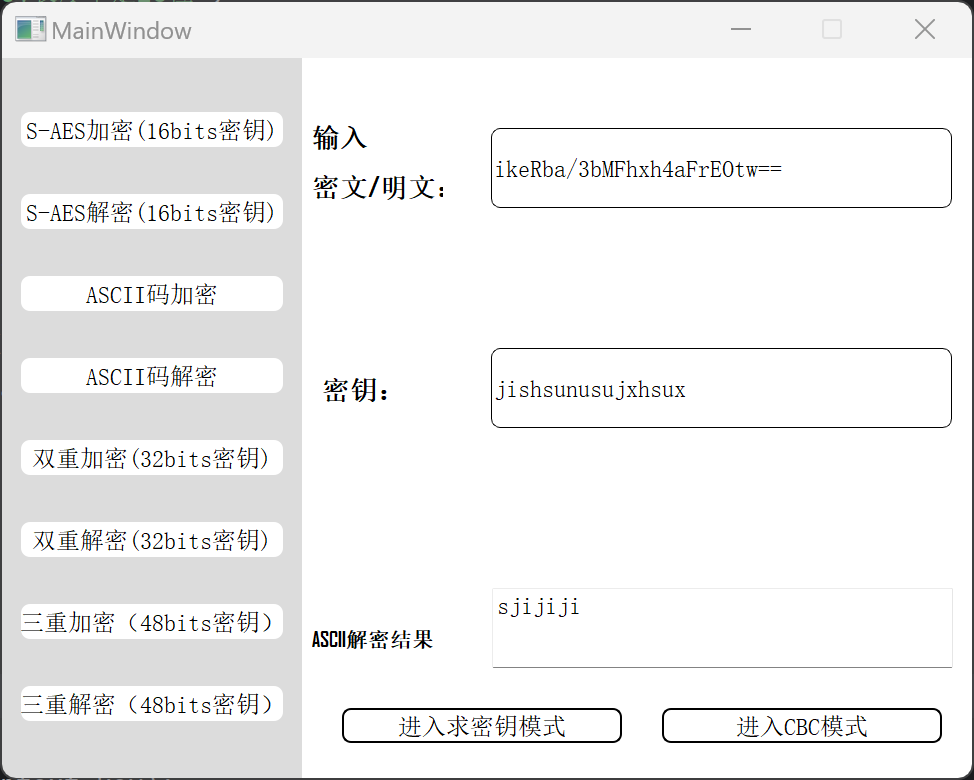 MainWindow
S-AES加密(16bits密钥)
S-AES解密(16bits密钥)
ASCII码加密
ASCII码解密
双重加密(32bits密钥)
双重解密(32bits密钥)
三重加密（48bits密钥）
三重解密（48bits密钥）
输入
密文/明文：
ikeRba/3bMFhxh4aFrEOtw==
密钥：
jishsunusujxhsux
ASCII解密结果
sjijiji
进入求密钥模式
进入CBC模式